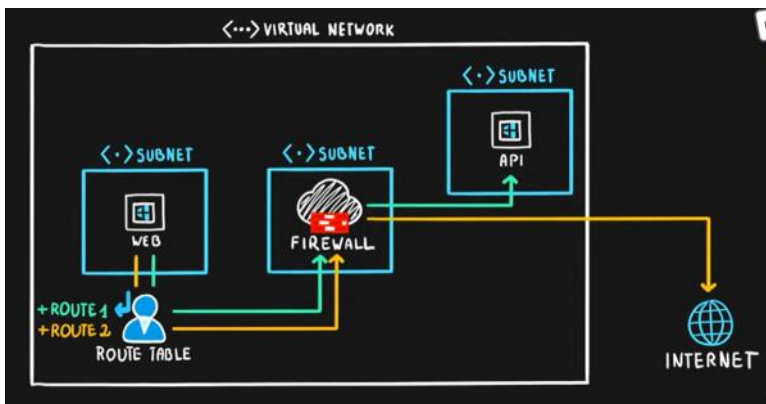 <···> VIRTUAL NETWORK
<·> SUBNET
API
<·> SUBNET
WEB
<·> SUBNET
FIREWALL
+ ROUTE 1
+ ROUTE 2
ROUTE TABLE
INTERNET